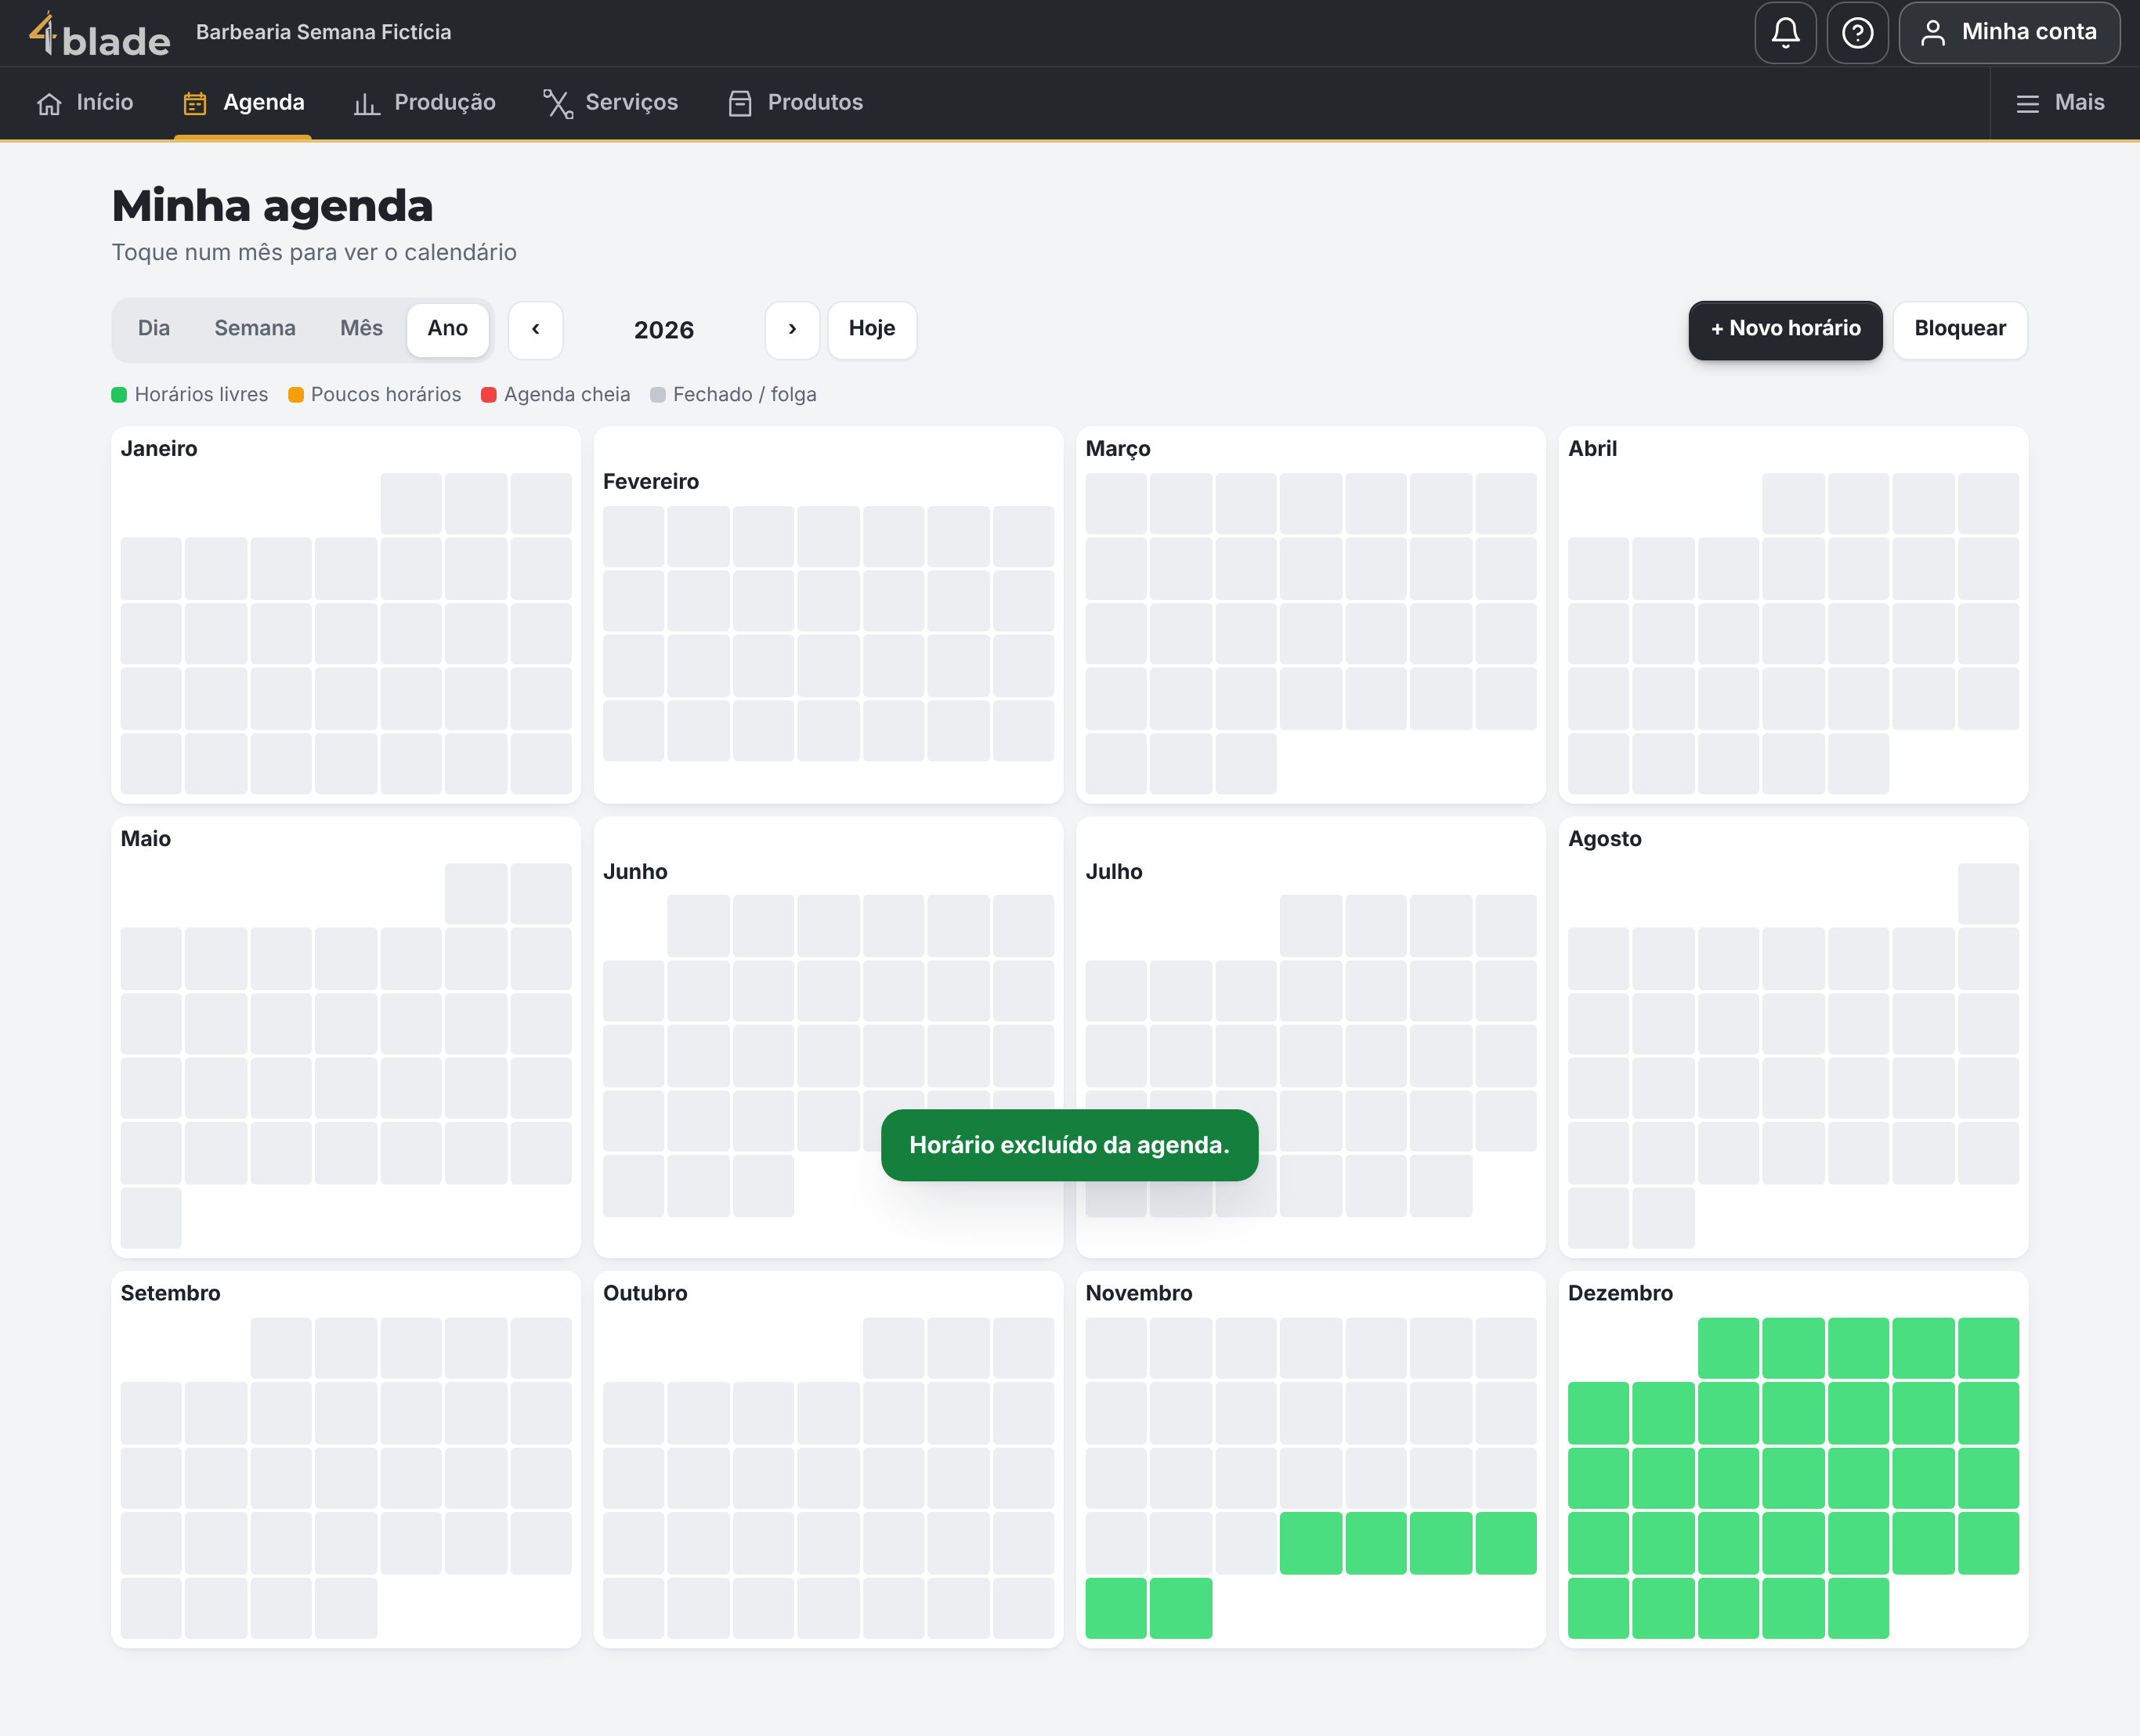 4blade
Barbearia Semana Fictícia
Minha conta
Início
Agenda
Produção
Serviços
Produtos
Mais
Minha agenda
Toque num mês para ver o calendário
Dia
Semana
Mês
Ano
‹
2026
›
Hoje
+ Novo horário
Bloquear
Horários livres
Poucos horários
Agenda cheia
Fechado / folga
Janeiro
Fevereiro
Março
Abril
Maio
Junho
Julho
Agosto
Horário excluído da agenda.
Setembro
Outubro
Novembro
Dezembro